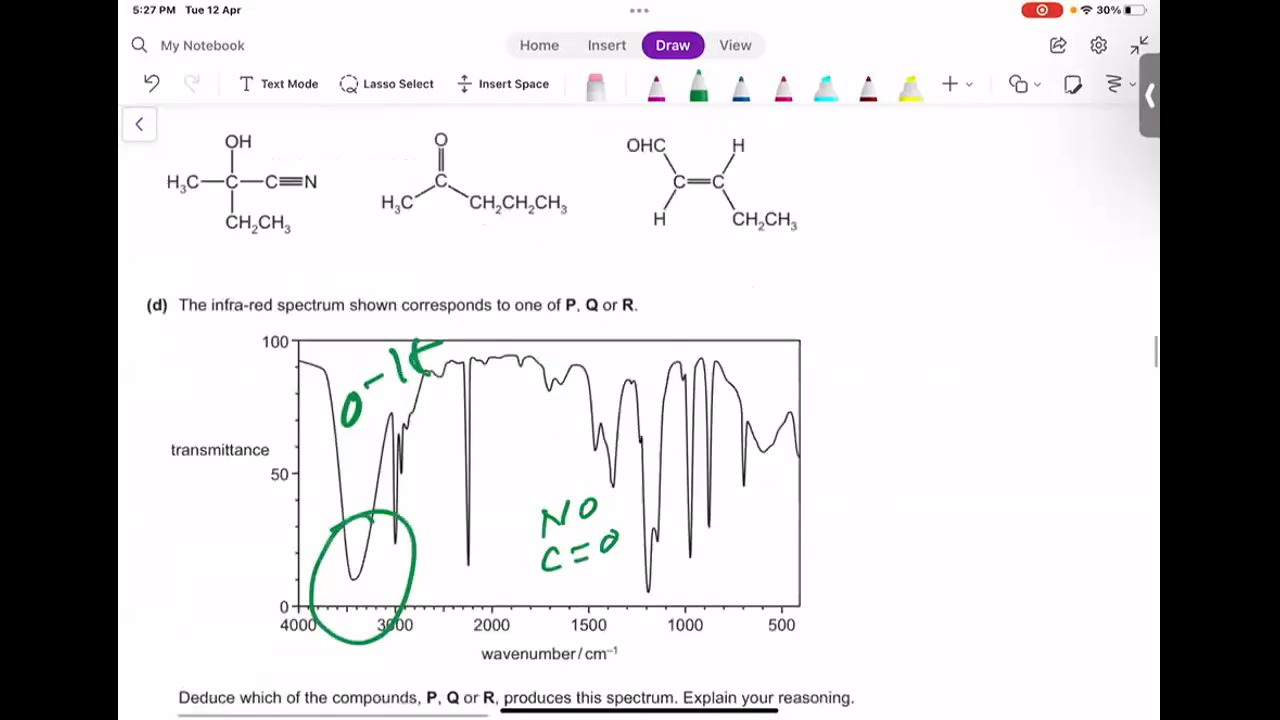 5:27 PM Tue 12 Apr
30%
My Notebook
Home Insert Draw View
Text Mode Lasso Select Insert Space
OH
H₃C—C—C≡N
CH₂CH₃
O
C
H₃C CH₂CH₂CH₃
OHC H
C=C
H CH₂CH₃
(d) The infra-red spectrum shown corresponds to one of P, Q or R.
100
O-H
transmittance
50
NO
C=O
0
4000 3000 2000 1500 1000 500
wavenumber/cm⁻¹
Deduce which of the compounds, P, Q or R, produces this spectrum. Explain your reasoning.